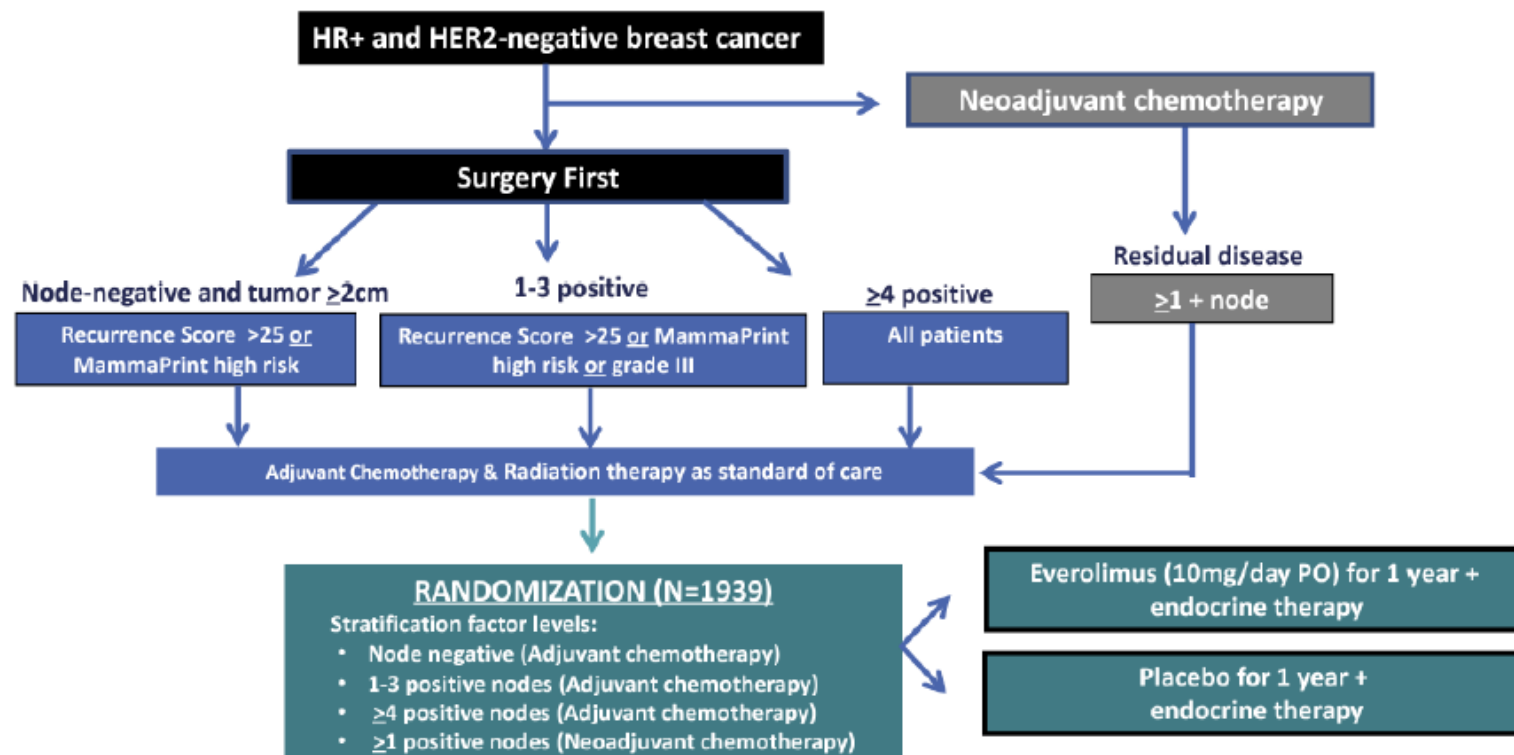 HR+ and HER2-negative breast cancer
Neoadjuvant chemotherapy
Surgery First
Residual disease
≥1 + node
Node-negative and tumor ≥2cm
Recurrence Score >25 or
MammaPrint high risk
1-3 positive
Recurrence Score >25 or MammaPrint
high risk or grade III
≥4 positive
All patients
Adjuvant Chemotherapy & Radiation therapy as standard of care
RANDOMIZATION (N=1939)
Stratification factor levels:
• Node negative (Adjuvant chemotherapy)
• 1-3 positive nodes (Adjuvant chemotherapy)
• ≥4 positive nodes (Adjuvant chemotherapy)
• ≥1 positive nodes (Neoadjuvant chemotherapy)
Everolimus (10mg/day PO) for 1 year +
endocrine therapy
Placebo for 1 year +
endocrine therapy